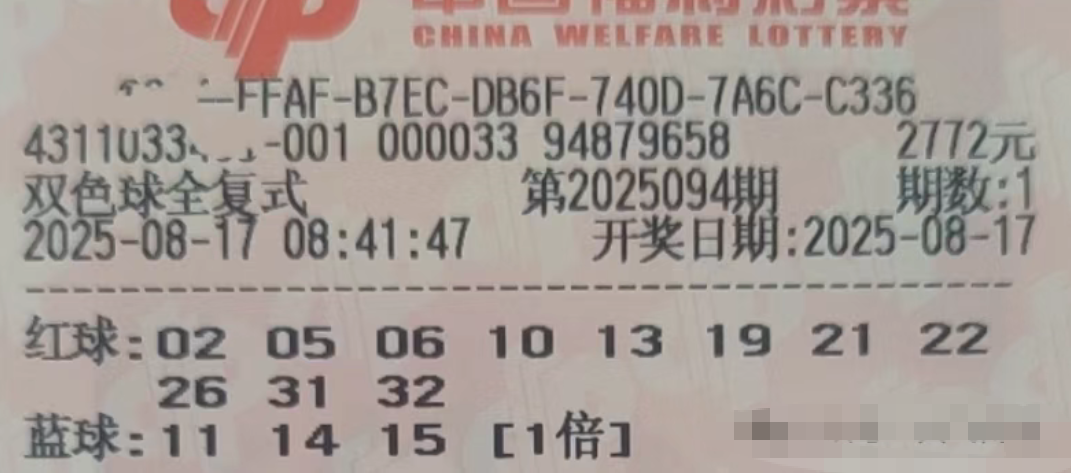 CHINA WELFARE LOTTERY
-FFAF-B7EC-DB6F-740D-7A6C-C336
-001 000033 94879658 2772元
双色球全复式 第2025094期 期数:1
2025-08-17 08:41:47 开奖日期:2025-08-17
红球:02 05 06 10 13 19 21 22
26 31 32
蓝球:11 14 15 [1倍]